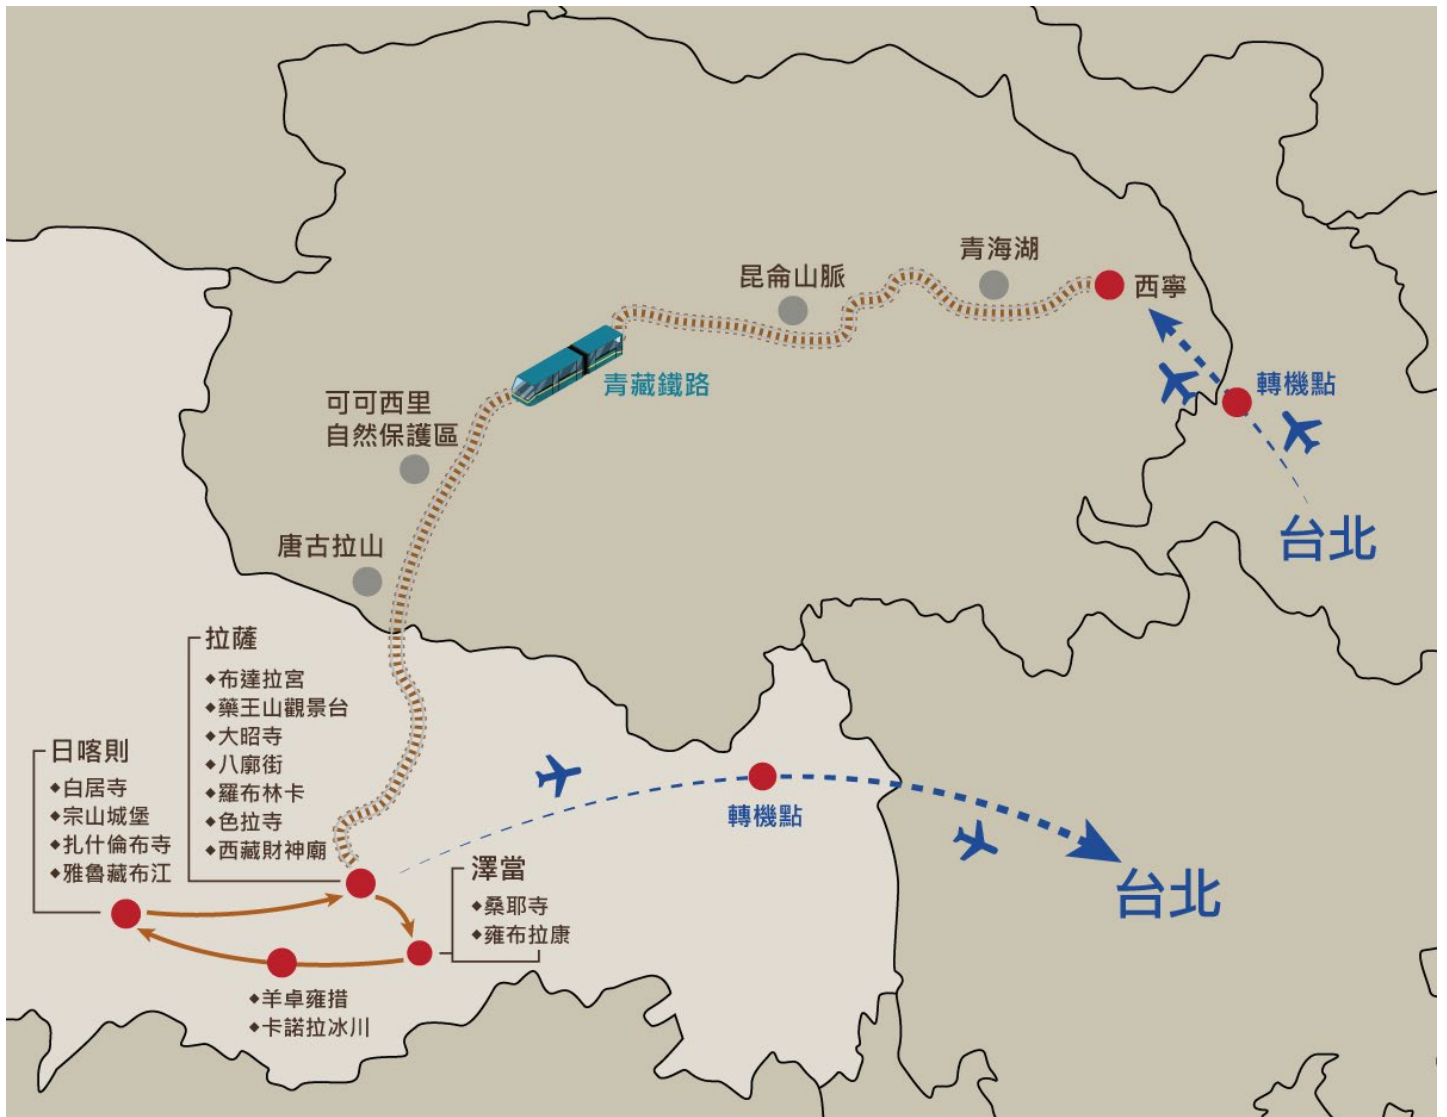 青海湖
昆侖山脈
西寧
青藏鐵路
轉機點
可可西里
自然保護區
台北
唐古拉山
拉薩
◆布達拉宮
◆藥王山觀景台
◆大昭寺
◆八廓街
◆羅布林卡
◆色拉寺
◆西藏財神廟
日喀則
◆白居寺
◆宗山城堡
◆扎什倫布寺
◆雅魯藏布江
轉機點
澤當
◆桑耶寺
◆雍布拉康
台北
◆羊卓雍措
◆卡諾拉冰川